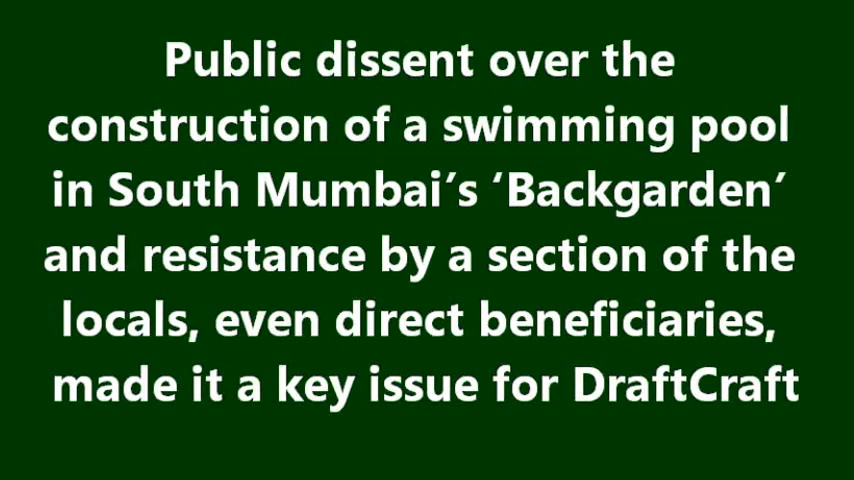 Public dissent over the
construction of a swimming pool
in South Mumbai’s ‘Backgarden’
and resistance by a section of the
locals, even direct beneficiaries,
made it a key issue for DraftCraft